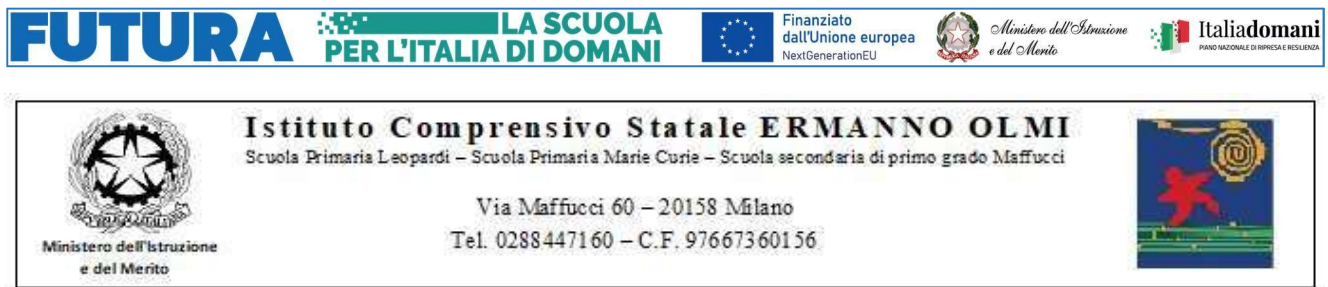 FUTURA
LA SCUOLA
PER L'ITALIA DI DOMANI
Finanziato
dall'Unione europea
NextGenerationEU
Ministero dell'Istruzione
e del Merito
Italiadomani
PIANO NAZIONALE DI RIPRESA E RESILIENZA
Istituto Comprensivo Statale ERMANNO OLMI
Scuola Primaria Leopardi – Scuola Primaria Marie Curie – Scuola secondaria di primo grado Maffucci
Via Maffucci 60 – 20158 Milano
Tel. 0288447160 – C.F. 97667360156
Ministero dell'Istruzione
e del Merito